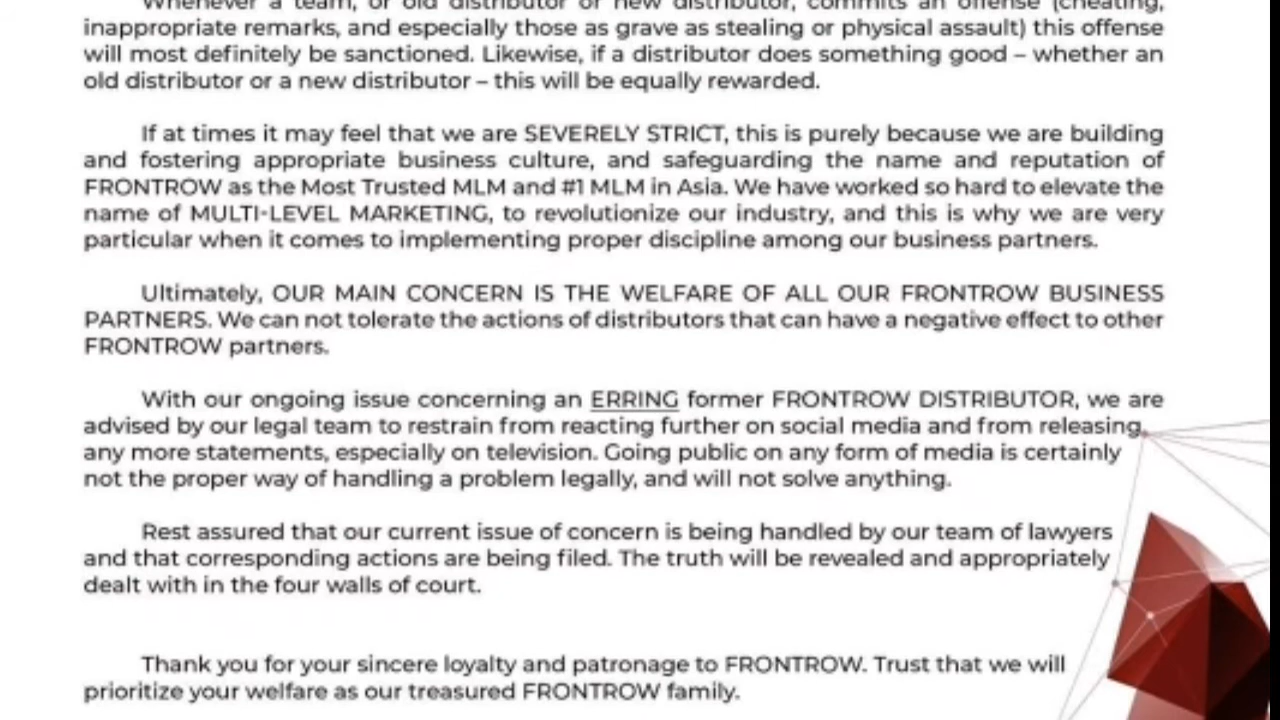 Whenever a team, or old distributor or new distributor, commits an offense (cheating,
inappropriate remarks, and especially those as grave as stealing or physical assault) this offense
will most definitely be sanctioned. Likewise, if a distributor does something good – whether an
old distributor or a new distributor – this will be equally rewarded.
If at times it may feel that we are SEVERELY STRICT, this is purely because we are building
and fostering appropriate business culture, and safeguarding the name and reputation of
FRONTROW as the Most Trusted MLM and #1 MLM in Asia. We have worked so hard to elevate the
name of MULTI-LEVEL MARKETING, to revolutionize our industry, and this is why we are very
particular when it comes to implementing proper discipline among our business partners.
Ultimately, OUR MAIN CONCERN IS THE WELFARE OF ALL OUR FRONTROW BUSINESS
PARTNERS. We can not tolerate the actions of distributors that can have a negative effect to other
FRONTROW partners.
With our ongoing issue concerning an ERRING former FRONTROW DISTRIBUTOR, we are
advised by our legal team to restrain from reacting further on social media and from releasing
any more statements, especially on television. Going public on any form of media is certainly
not the proper way of handling a problem legally, and will not solve anything.
Rest assured that our current issue of concern is being handled by our team of lawyers
and that corresponding actions are being filed. The truth will be revealed and appropriately
dealt with in the four walls of court.
Thank you for your sincere loyalty and patronage to FRONTROW. Trust that we will
prioritize your welfare as our treasured FRONTROW family.